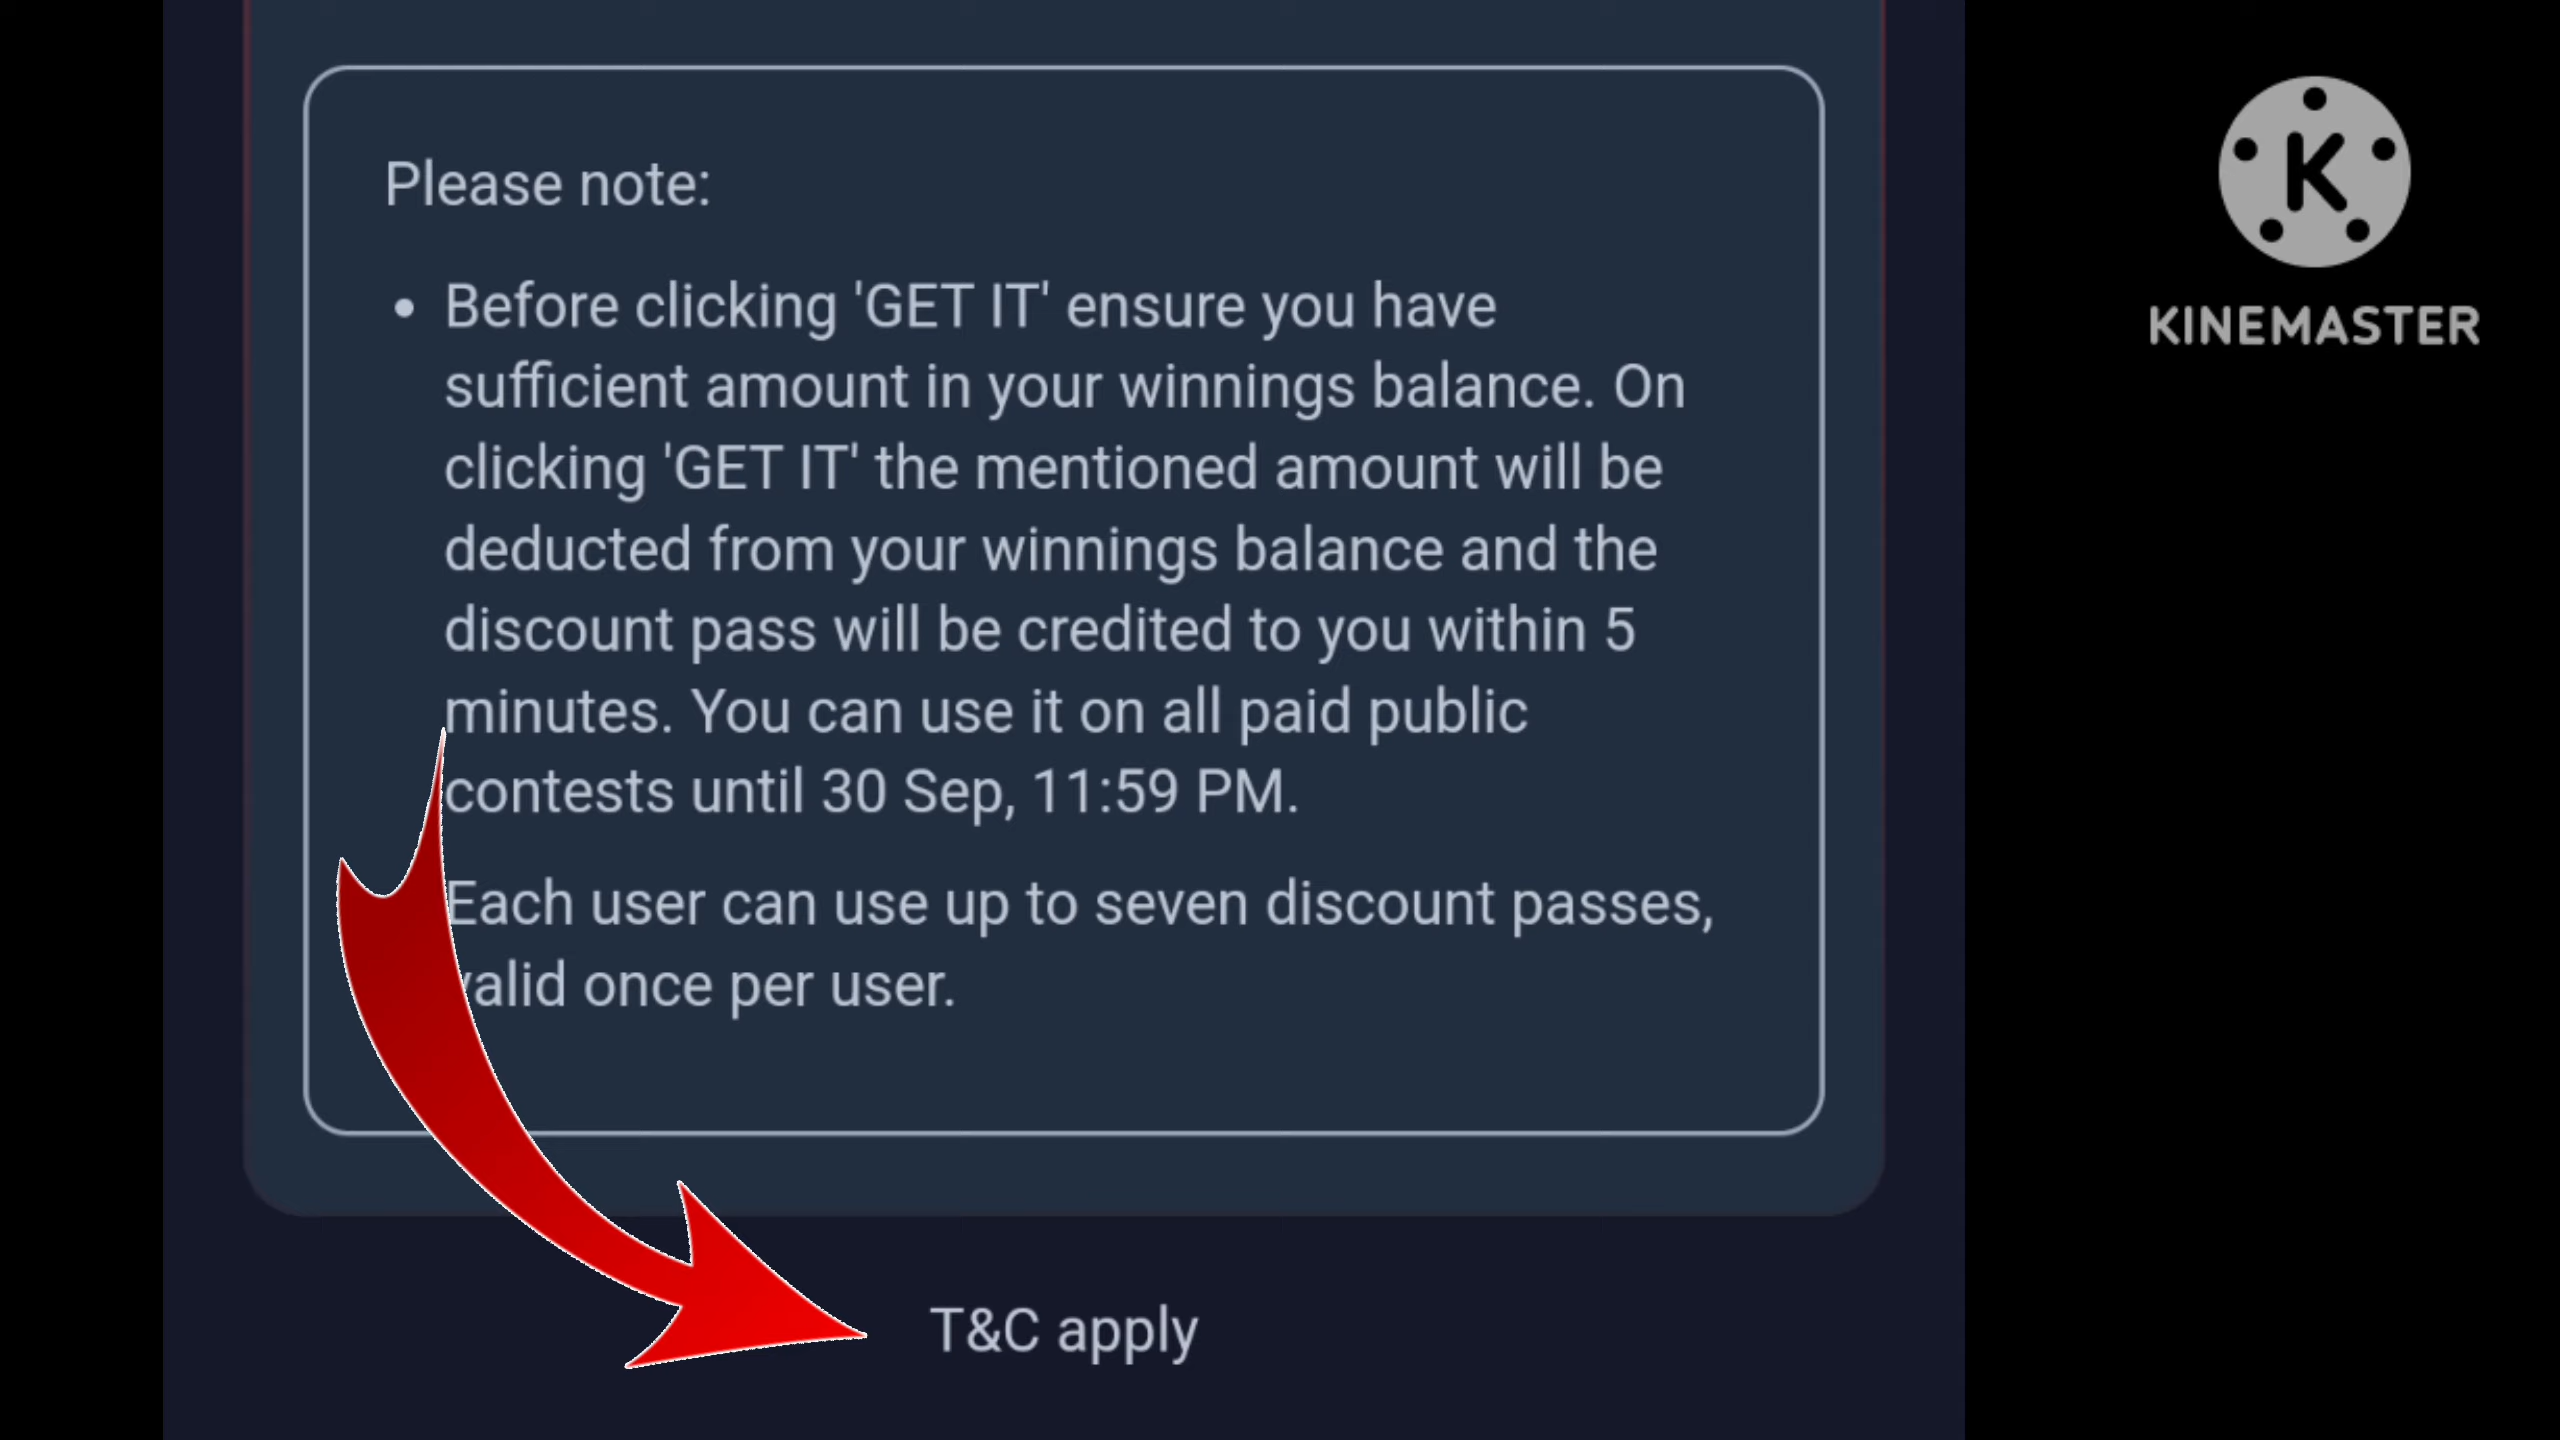 Please note:
• Before clicking 'GET IT' ensure you have
sufficient amount in your winnings balance. On
clicking 'GET IT' the mentioned amount will be
deducted from your winnings balance and the
discount pass will be credited to you within 5
minutes. You can use it on all paid public
contests until 30 Sep, 11:59 PM.
Each user can use up to seven discount passes,
valid once per user.
T&C apply
K
KINEMASTER